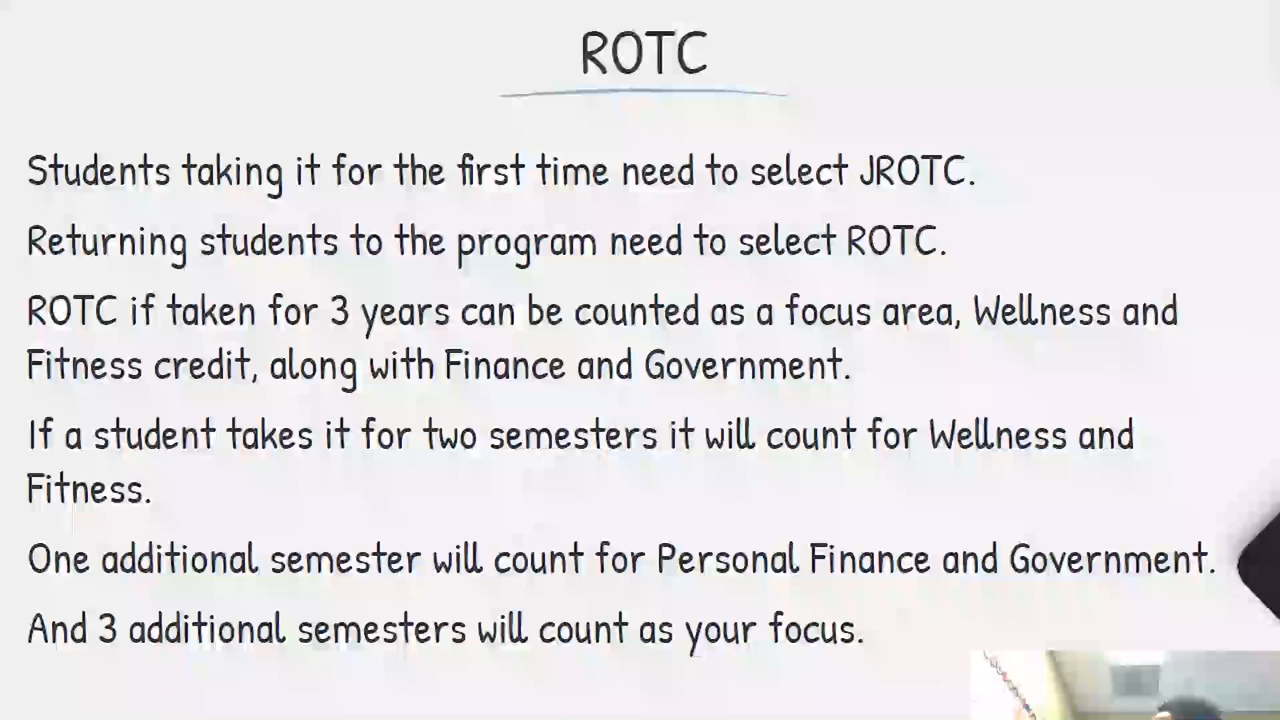 ROTC
Students taking it for the first time need to select JROTC.
Returning students to the program need to select ROTC.
ROTC if taken for 3 years can be counted as a focus area, Wellness and
Fitness credit, along with Finance and Government.
If a student takes it for two semesters it will count for Wellness and
Fitness.
One additional semester will count for Personal Finance and Government.
And 3 additional semesters will count as your focus.